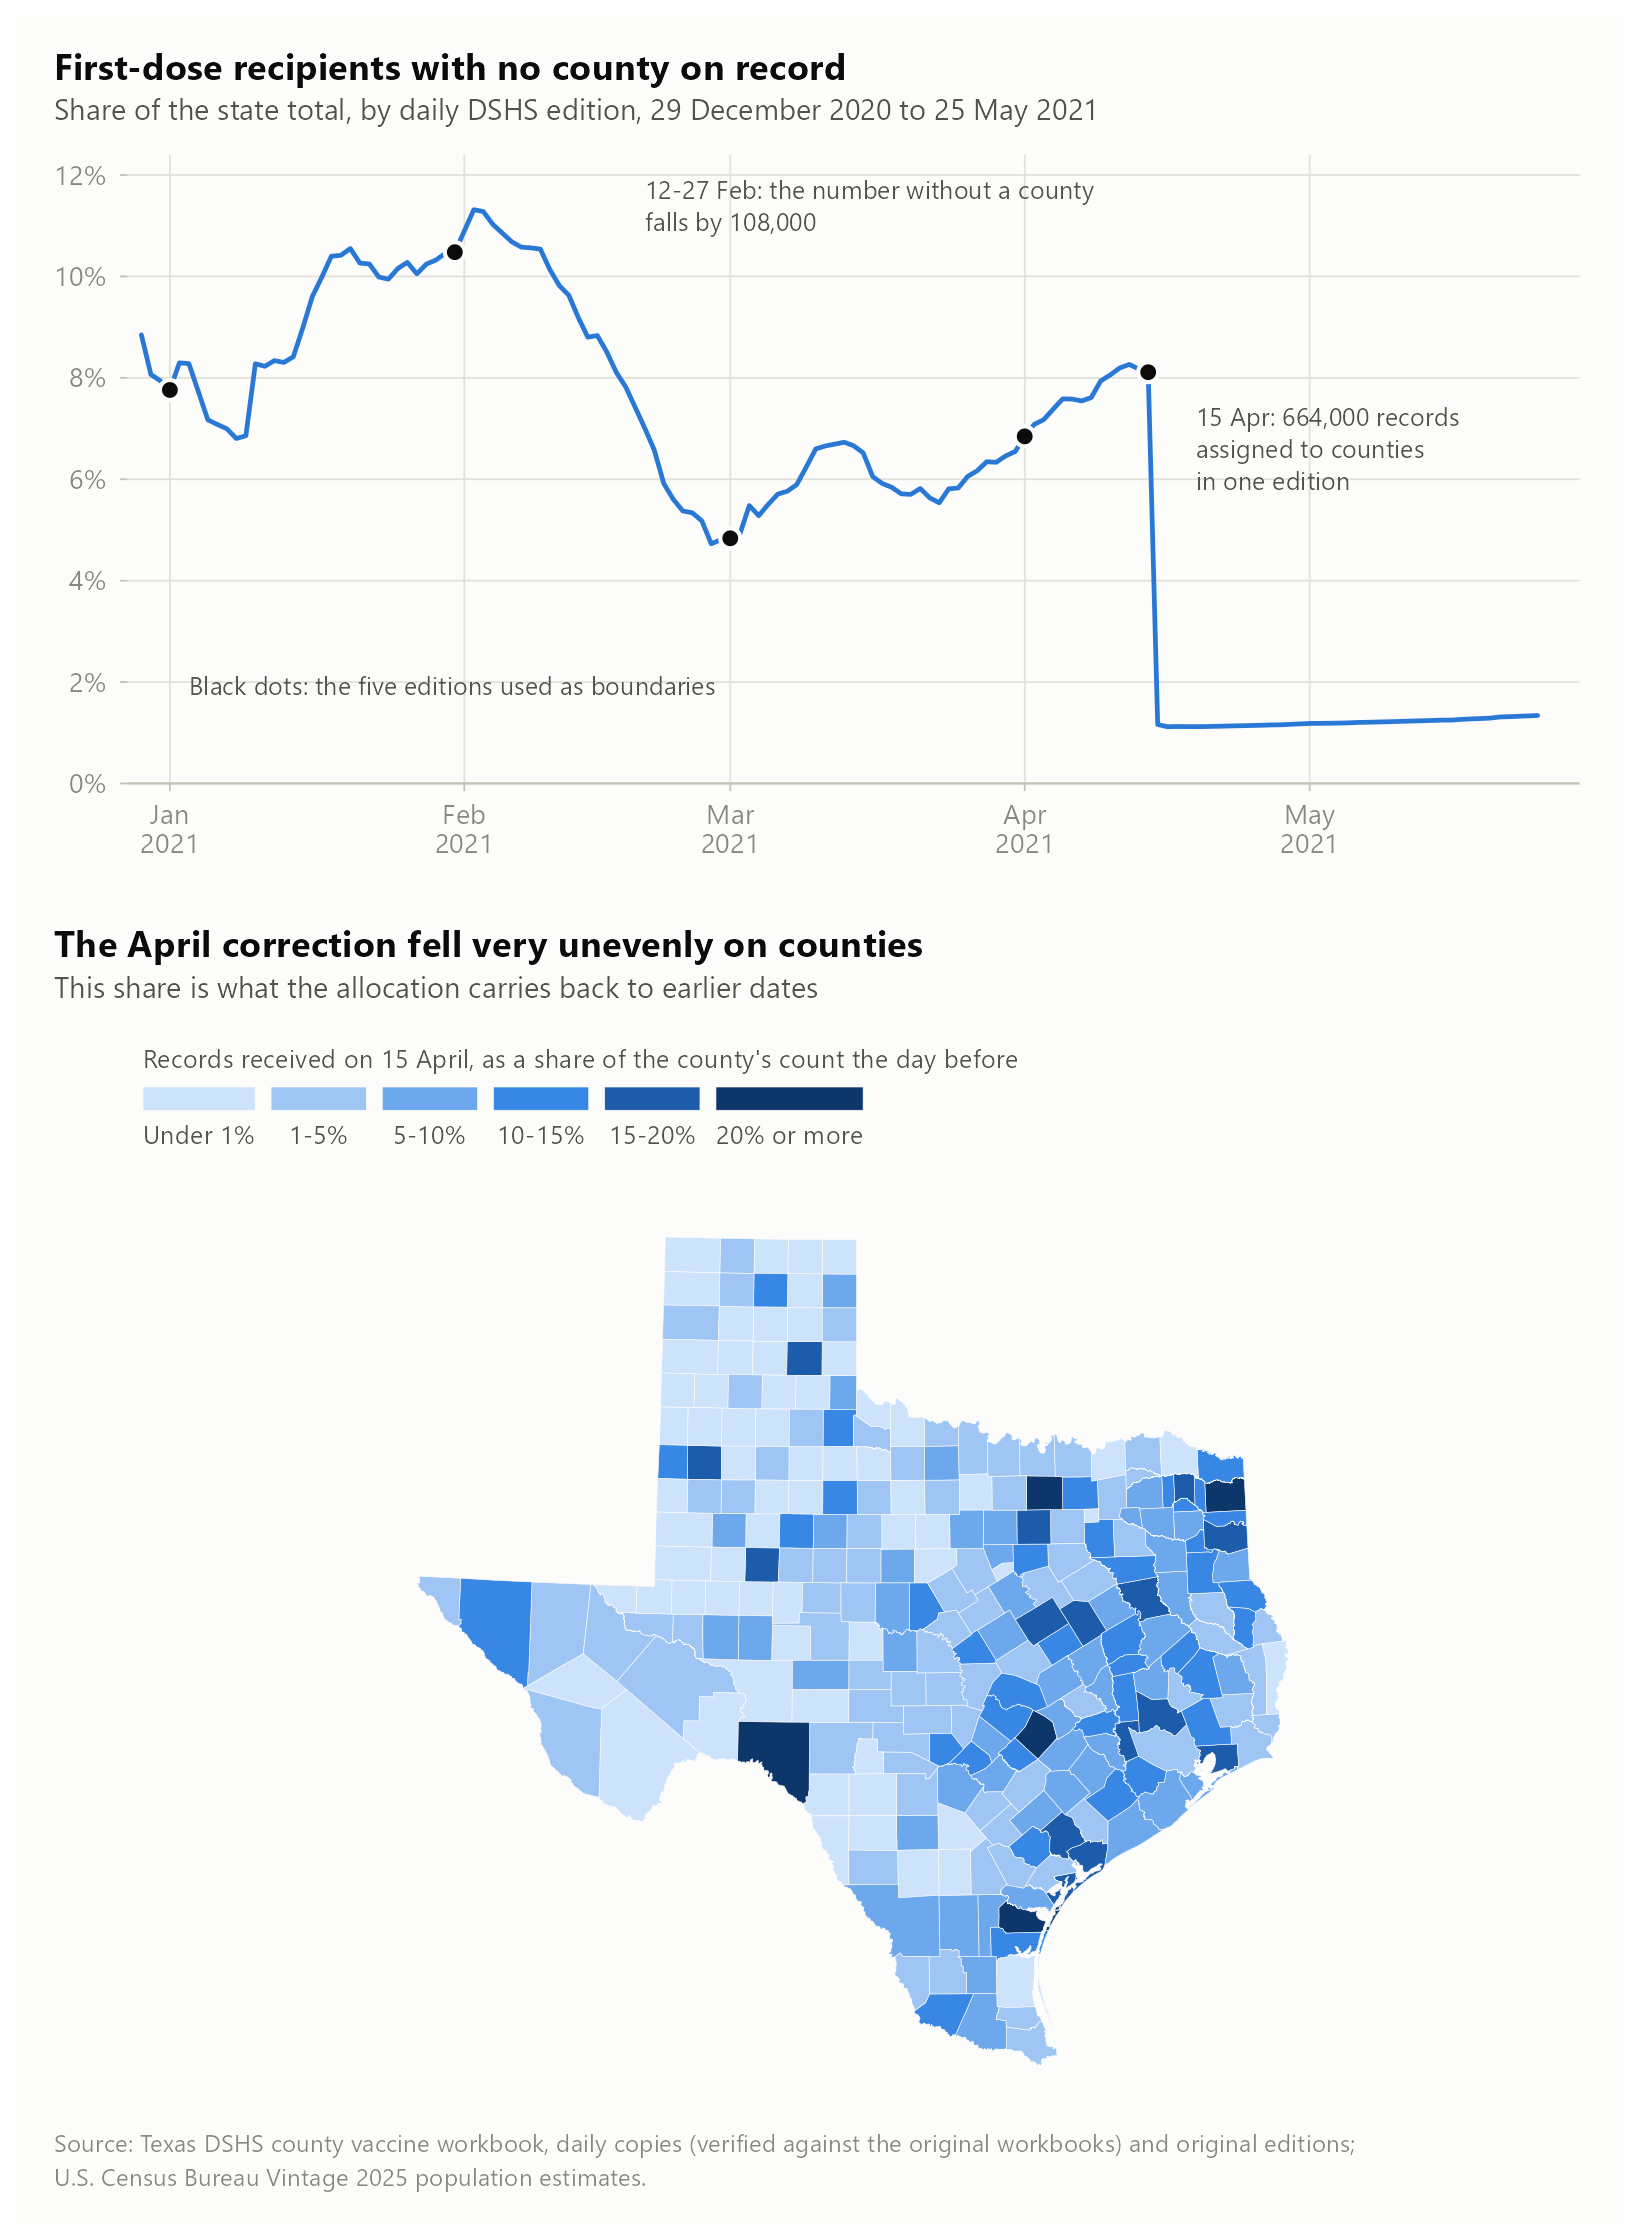 First-dose recipients with no county on record
Share of the state total, by daily DSHS edition, 29 December 2020 to 25 May 2021
12%
10%
8%
6%
4%
2%
0%
12-27 Feb: the number without a county
falls by 108,000
15 Apr: 664,000 records
assigned to counties
in one edition
Black dots: the five editions used as boundaries
Jan Feb Mar Apr May
2021 2021 2021 2021 2021
The April correction fell very unevenly on counties
This share is what the allocation carries back to earlier dates
Records received on 15 April, as a share of the county's count the day before
Under 1% 1-5% 5-10% 10-15% 15-20% 20% or more
Source: Texas DSHS county vaccine workbook, daily copies (verified against the original workbooks) and original editions;
U.S. Census Bureau Vintage 2025 population estimates.